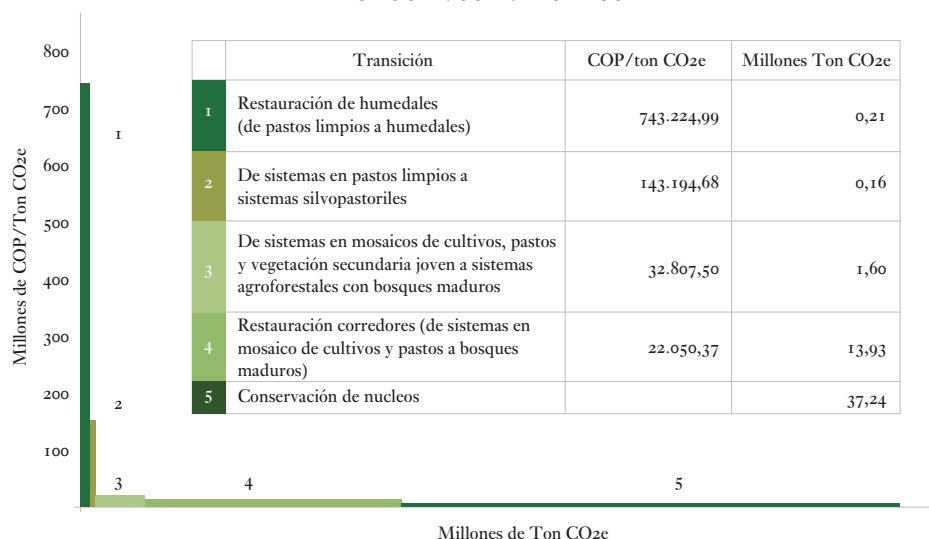 800
700
600
500
400
300
200
100
Millones de COP/Ton CO2e
1
2
3
4
5
Millones de Ton CO2e
Transición
COP/ton CO2e
Millones Ton CO2e
1
Restauración de humedales
(de pastos limpios a humedales)
743.224,99
0,21
2
De sistemas en pastos limpios a
sistemas silvopastoriles
143.194,68
0,16
3
De sistemas en mosaicos de cultivos, pastos
y vegetación secundaria joven a sistemas
agroforestales con bosques maduros
32.807,50
1,60
4
Restauración corredores (de sistemas en
mosaico de cultivos y pastos a bosques
maduros)
22.050,37
13,93
5
Conservación de nucleos
37,24